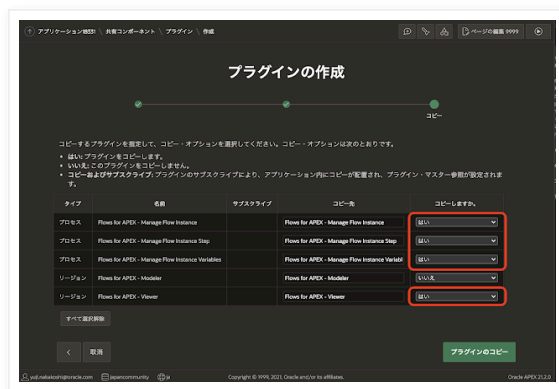 アプリケーション18331 \ 共有コンポーネント \ プラグイン \ 作成
ページの編集 9999
プラグインの作成
コピー
コピーするプラグインを指定して、コピー・オプションを選択してください。コピー・オプションは次のとおりです。
• はい: プラグインをコピーします。
• いいえ: このプラグインをコピーしません。
• コピーおよびサブスクライブ: プラグインのサブスクライブにより、アプリケーション内にコピーが配置され、プラグイン・マスター参照が設定されま
す。
タイプ 名前 サブスクライブ コピー先 コピーしますか。
プロセス Flows for APEX - Manage Flow Instance Flows for APEX - Manage Flow Instance はい
プロセス Flows for APEX - Manage Flow Instance Step Flows for APEX - Manage Flow Instance Step はい
プロセス Flows for APEX - Manage Flow Instance Variables Flows for APEX - Manage Flow Instance Variabl はい
リージョン Flows for APEX - Modeler Flows for APEX - Modeler いいえ
リージョン Flows for APEX - Viewer Flows for APEX - Viewer はい
すべて選択解除
取消
プラグインのコピー
japancommunity ja Copyright © 1999, 2021, Oracle and/or its affiliates. Oracle APEX 21.2.0